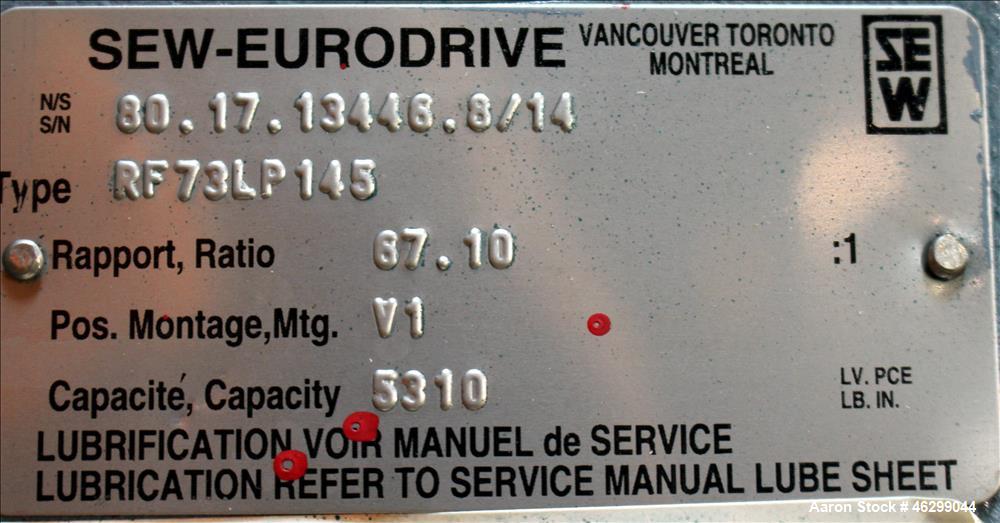 SEW-EURODRIVE VANCOUVER TORONTO MONTREAL
SEW
N/S
S/N 80.17.13446.8/14
Type RF73LP145
Rapport, Ratio 67.10 :1
Pos. Montage,Mtg. V1
Capacité, Capacity 5310 LV. PCE
LB. IN.
LUBRIFICATION VOIR MANUEL de SERVICE
LUBRICATION REFER TO SERVICE MANUAL LUBE SHEET
Aaron Stock # 46299044